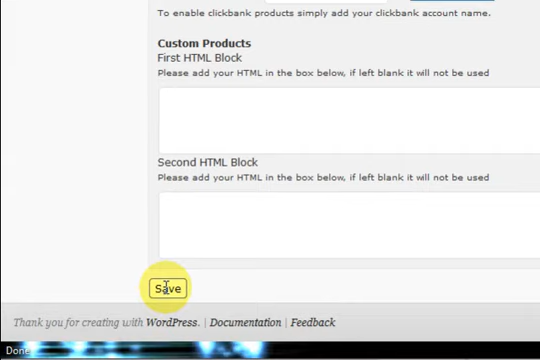 To enable clickbank products simply add your clickbank account name.
Custom Products
First HTML Block
Please add your HTML in the box below, if left blank it will not be used
Second HTML Block
Please add your HTML in the box below, if left blank it will not be used
Save
Thank you for creating with WordPress. | Documentation | Feedback
Done